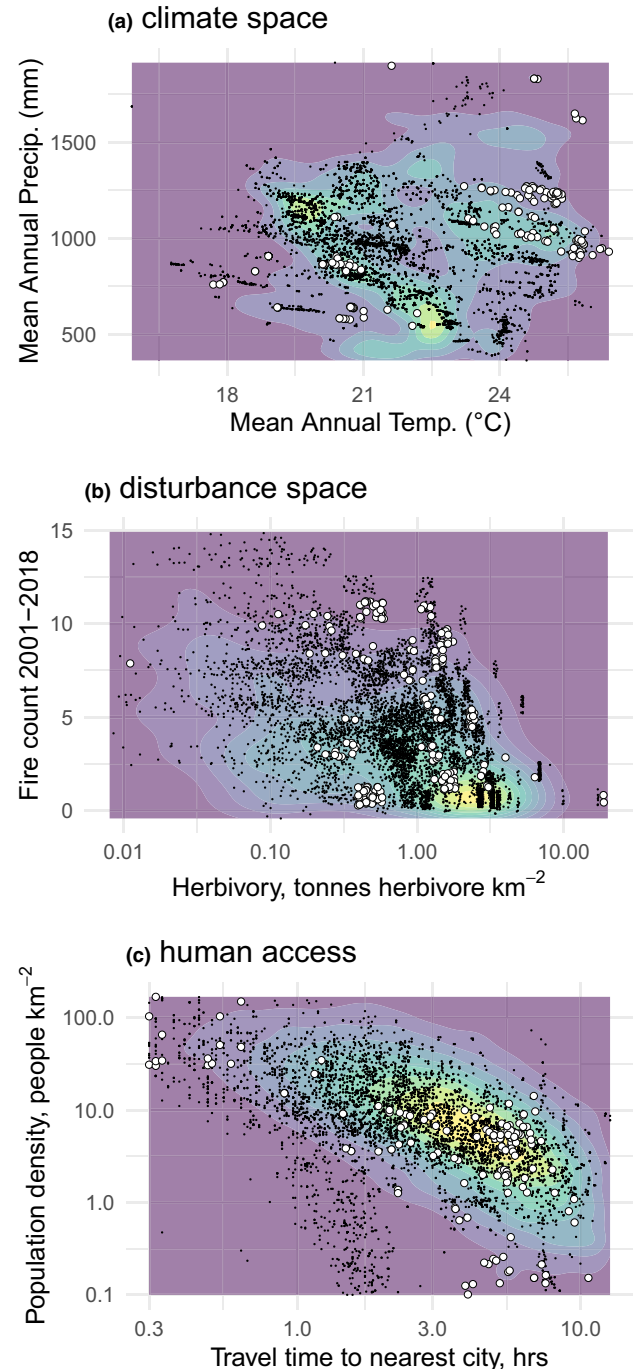 (a) climate space
Mean Annual Precip. (mm)
1500
1000
500
18 21 24
Mean Annual Temp. (°C)
(b) disturbance space
Fire count 2001−2018
15
10
5
0
0.01 0.10 1.00 10.00
Herbivory, tonnes herbivore km⁻²
(c) human access
Population density, people km⁻²
100.0
10.0
1.0
0.1
0.3 1.0 3.0 10.0
Travel time to nearest city, hrs